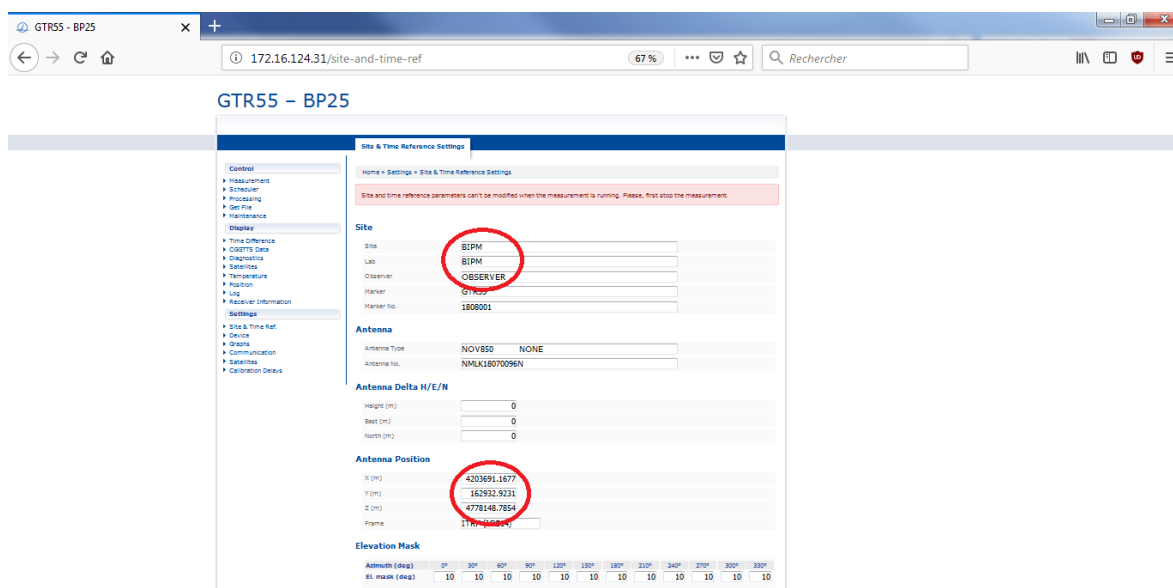 GTR55 - BP25
172.16.124.31/site-and-time-ref
67 %
Rechercher
GTR55 – BP25
Site & Time Reference Settings
Control
Measurement
Scheduler
Processing
Get File
Maintenance
Display
Time Difference
CGGTTS Data
Diagnostics
Satellites
Temperature
Position
Log
Receiver Information
Settings
Site & Time Ref.
Device
Graphs
Communication
Satellites
Calibration Delays
Home » Settings » Site & Time Reference Settings
Site and time reference parameters can't be modified when the measurement is running. Please, first stop the measurement.
Site
Site BIPM
Lab BIPM
Observer OBSERVER
Marker GTR55
Marker No. 1808001
Antenna
Antenna Type NOV850 NONE
Antenna No. NMLK18070096N
Antenna Delta H/E/N
Height (m) 0
East (m) 0
North (m) 0
Antenna Position
X (m) 4203691.1677
Y (m) 162932.9231
Z (m) 4778148.7854
Frame
Elevation Mask
Azimuth (deg) 0° 30° 60° 90° 120° 150° 180° 210° 240° 270° 300° 330°
El. mask (deg) 10 10 10 10 10 10 10 10 10 10 10 10